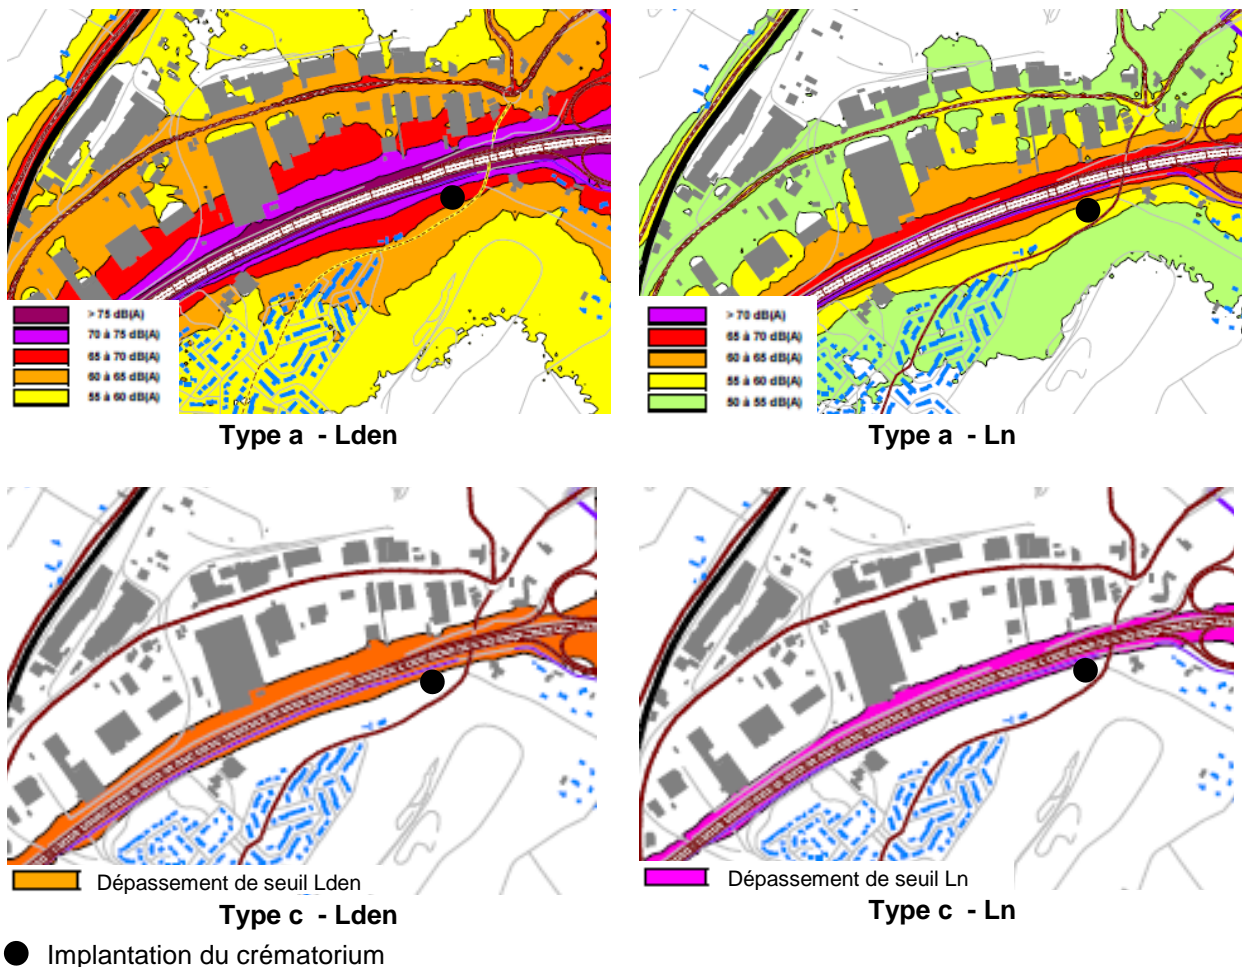 > 75 dB(A)
70 à 75 dB(A)
65 à 70 dB(A)
60 à 65 dB(A)
55 à 60 dB(A)
Type a - Lden
> 70 dB(A)
65 à 70 dB(A)
60 à 65 dB(A)
55 à 60 dB(A)
50 à 55 dB(A)
Type a - Ln
Dépassement de seuil Lden
Type c - Lden
Dépassement de seuil Ln
Type c - Ln
Implantation du crématorium